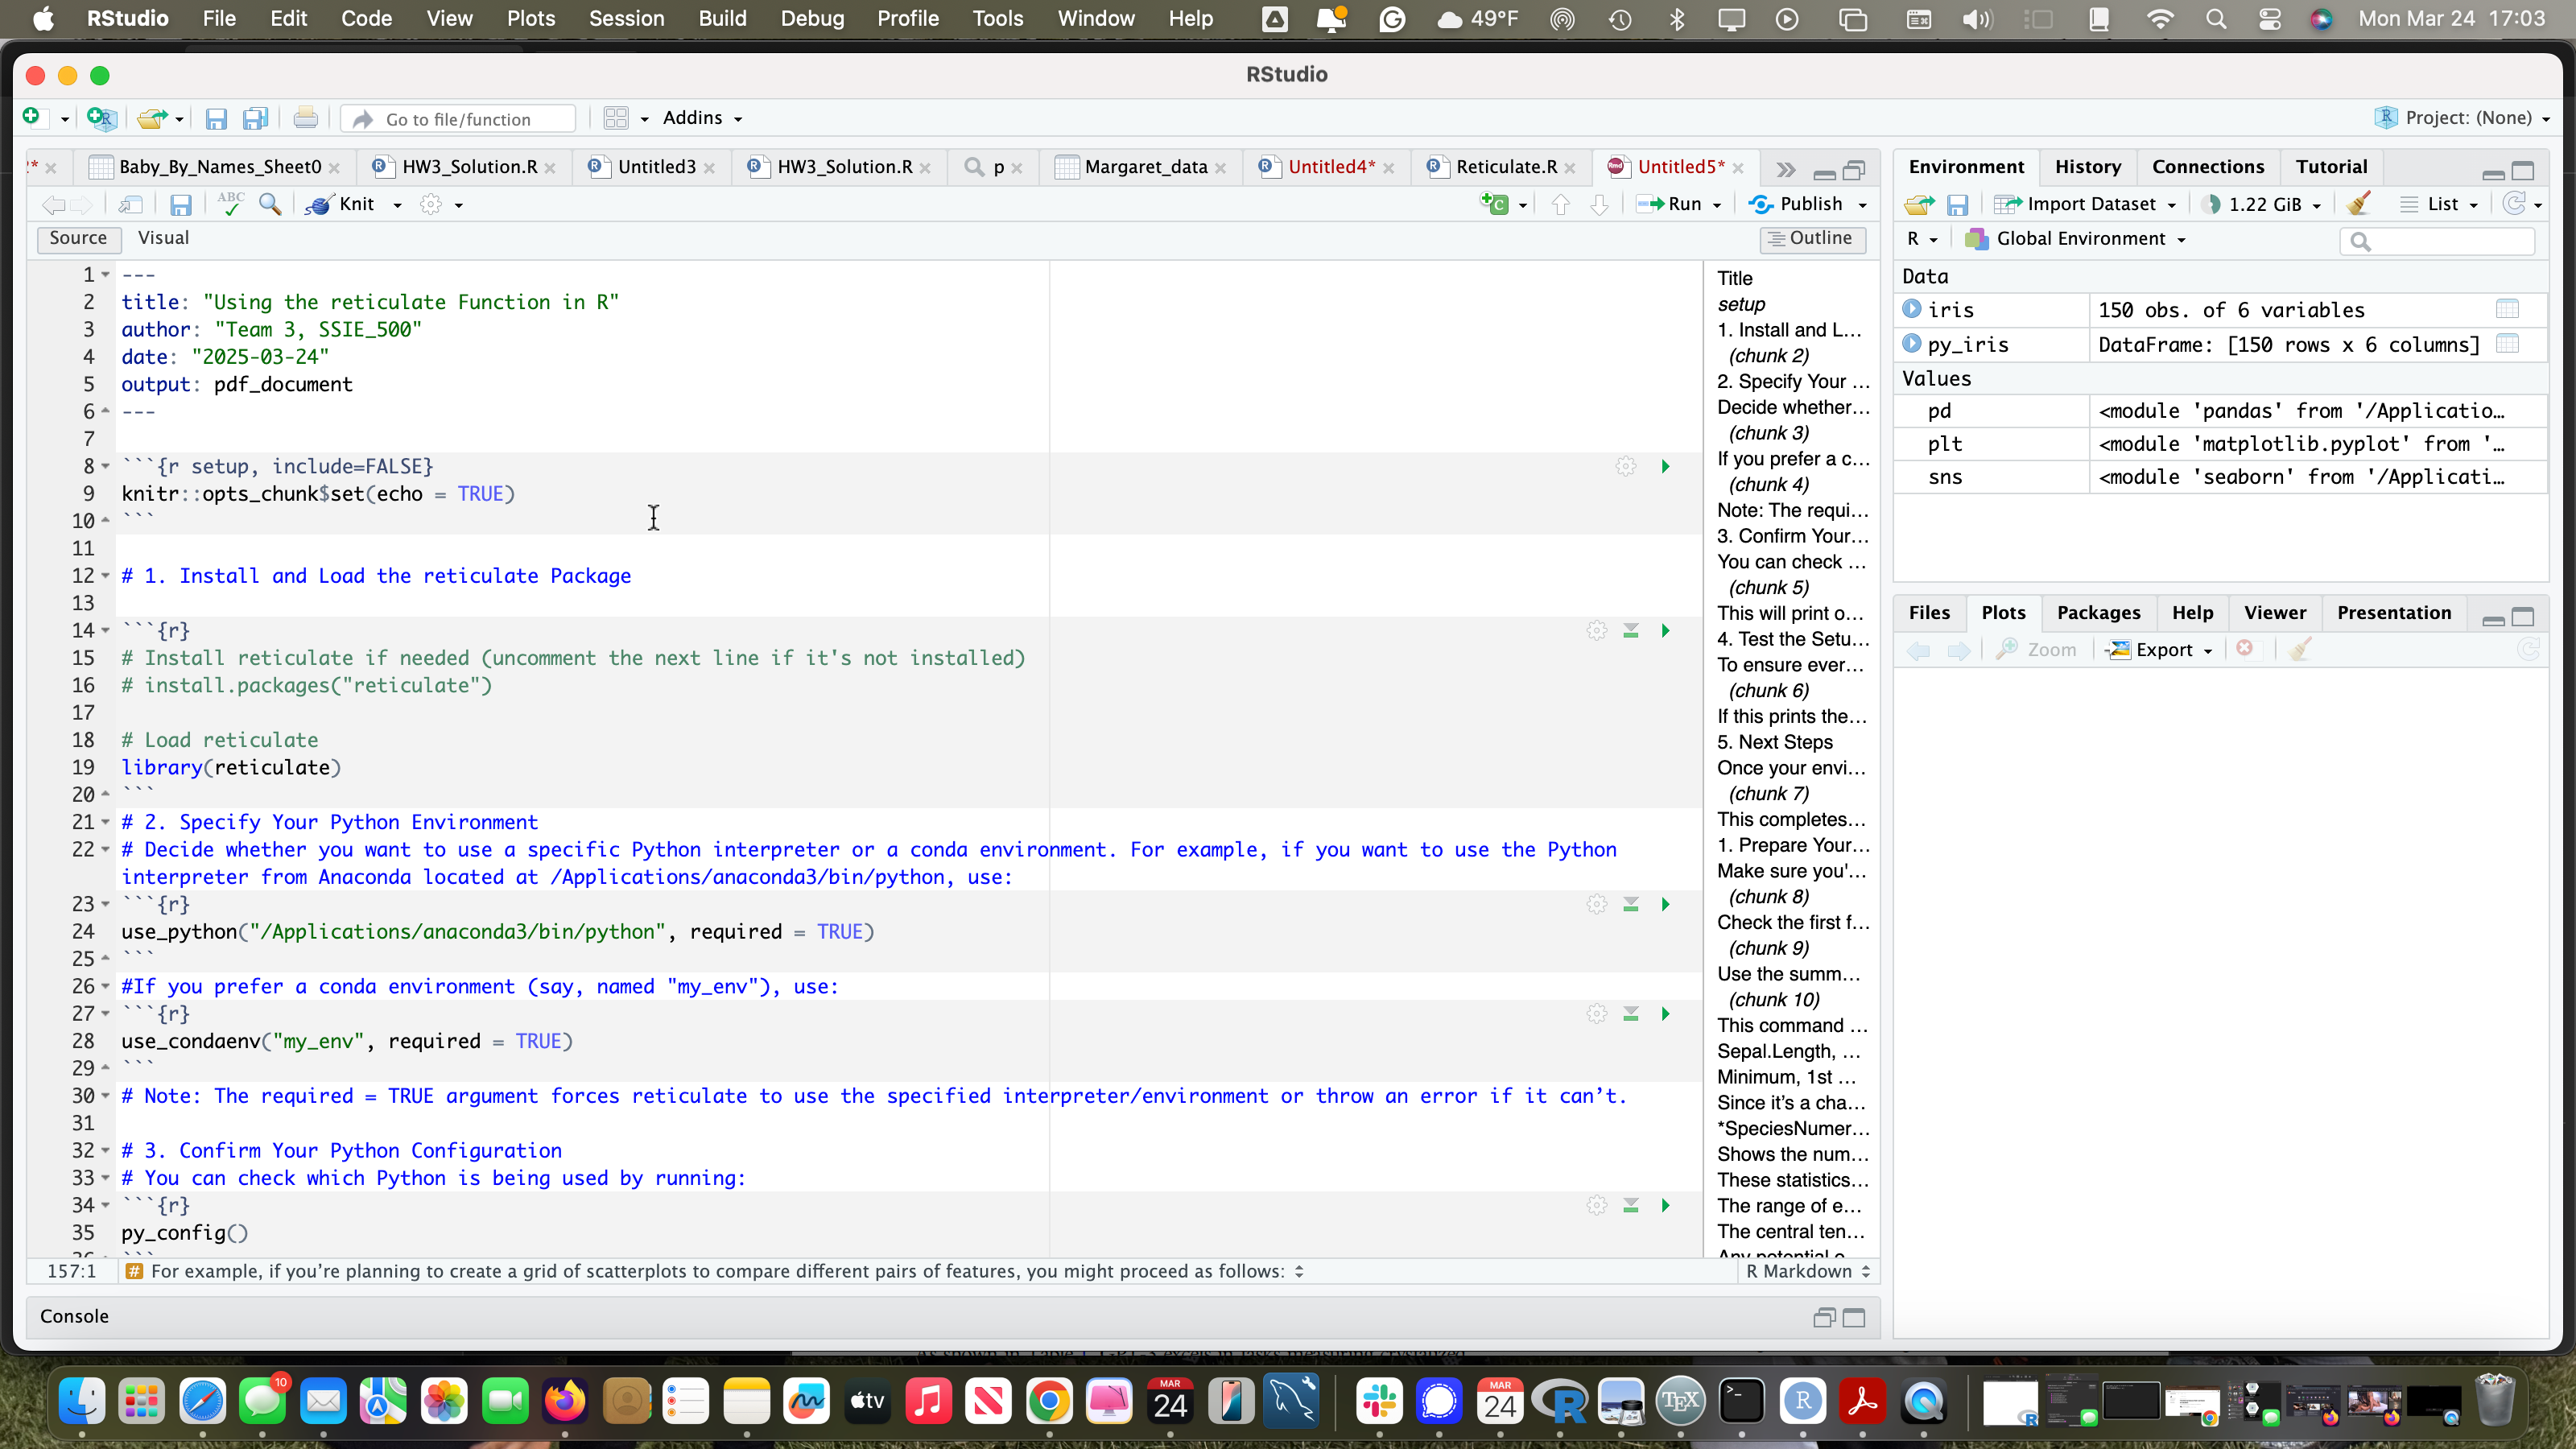 RStudio File Edit Code View Plots Session Build Debug Profile Tools Window Help 49°F Mon Mar 24 17:03
RStudio
Go to file/function Addins Project: (None)
* Baby_By_Names_Sheet0 HW3_Solution.R Untitled3 HW3_Solution.R p Margaret_data Untitled4* Reticulate.R Untitled5*
ABC Knit Run Publish
Source Visual Outline
1 ---
2 title: "Using the reticulate Function in R"
3 author: "Team 3, SSIE_500"
4 date: "2025-03-24"
5 output: pdf_document
6 ---
7
8 ```{r setup, include=FALSE}
9 knitr::opts_chunk$set(echo = TRUE)
10 ```
11
12 # 1. Install and Load the reticulate Package
13
14 ```{r}
15 # Install reticulate if needed (uncomment the next line if it's not installed)
16 # install.packages("reticulate")
17
18 # Load reticulate
19 library(reticulate)
20 ```
21 # 2. Specify Your Python Environment
22 # Decide whether you want to use a specific Python interpreter or a conda environment. For example, if you want to use the Python
interpreter from Anaconda located at /Applications/anaconda3/bin/python, use:
23 ```{r}
24 use_python("/Applications/anaconda3/bin/python", required = TRUE)
25 ```
26 #If you prefer a conda environment (say, named "my_env"), use:
27 ```{r}
28 use_condaenv("my_env", required = TRUE)
29 ```
30 # Note: The required = TRUE argument forces reticulate to use the specified interpreter/environment or throw an error if it can’t.
31
32 # 3. Confirm Your Python Configuration
33 # You can check which Python is being used by running:
34 ```{r}
35 py_config()
36 ```
Title
setup
1. Install and L...
(chunk 2)
2. Specify Your ...
Decide whether...
(chunk 3)
If you prefer a c...
(chunk 4)
Note: The requi...
3. Confirm Your...
You can check ...
(chunk 5)
This will print o...
4. Test the Setu...
To ensure ever...
(chunk 6)
If this prints the...
5. Next Steps
Once your envi...
(chunk 7)
This completes...
1. Prepare Your...
Make sure you'...
(chunk 8)
Check the first f...
(chunk 9)
Use the summ...
(chunk 10)
This command ...
Sepal.Length, ...
Minimum, 1st ...
Since it’s a cha...
*SpeciesNumer...
Shows the num...
These statistics...
The range of e...
The central ten...
157:1 # For example, if you’re planning to create a grid of scatterplots to compare different pairs of features, you might proceed as follows: R Markdown
Console
Environment History Connections Tutorial
Import Dataset 1.22 GiB List
R Global Environment
Data
iris 150 obs. of 6 variables
py_iris DataFrame: [150 rows x 6 columns]
Values
pd <module 'pandas' from '/Applicatio…
plt <module 'matplotlib.pyplot' from '…
sns <module 'seaborn' from '/Applicati…
Files Plots Packages Help Viewer Presentation
Zoom Export
10 tv MAR 24 MAR 24 TEX